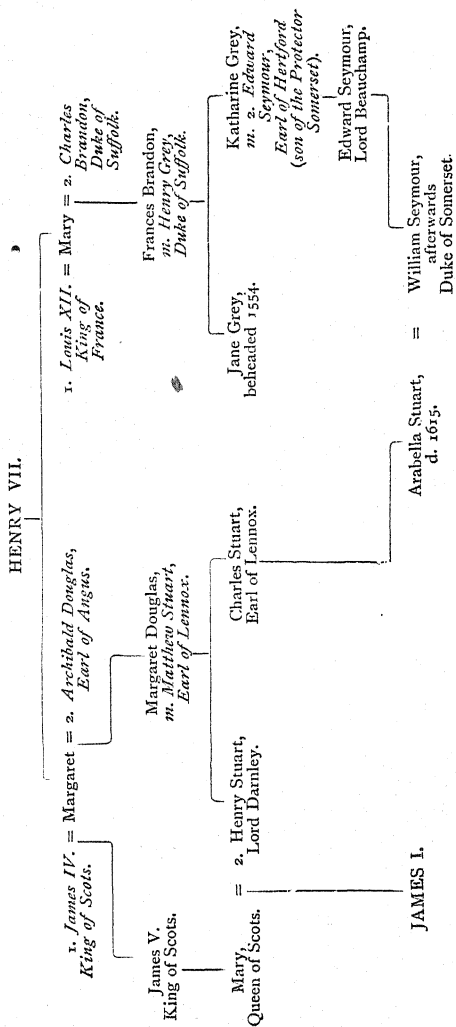 HENRY VII.
1. James IV. = Margaret = 2. Archibald Douglas,
King of Scots.
Earl of Angus.
1. Louis XII. = Mary = 2. Charles
King of
France.
Brandon,
Duke of
Suffolk.
James V.
King of Scots.
Margaret Douglas,
m. Matthew Stuart,
Earl of Lennox.
Frances Brandon,
m. Henry Grey,
Duke of Suffolk.
Mary,
Queen of Scots.
= 2. Henry Stuart,
Lord Darnley.
Charles Stuart,
Earl of Lennox.
Jane Grey,
beheaded 1554.
Katharine Grey,
m. 2. Edward
Seymour,
Earl of Hertford
(son of the Protector
Somerset).
Edward Seymour,
Lord Beauchamp.
JAMES I.
Arabella Stuart,
d. 1615.
=
William Seymour,
afterwards
Duke of Somerset.